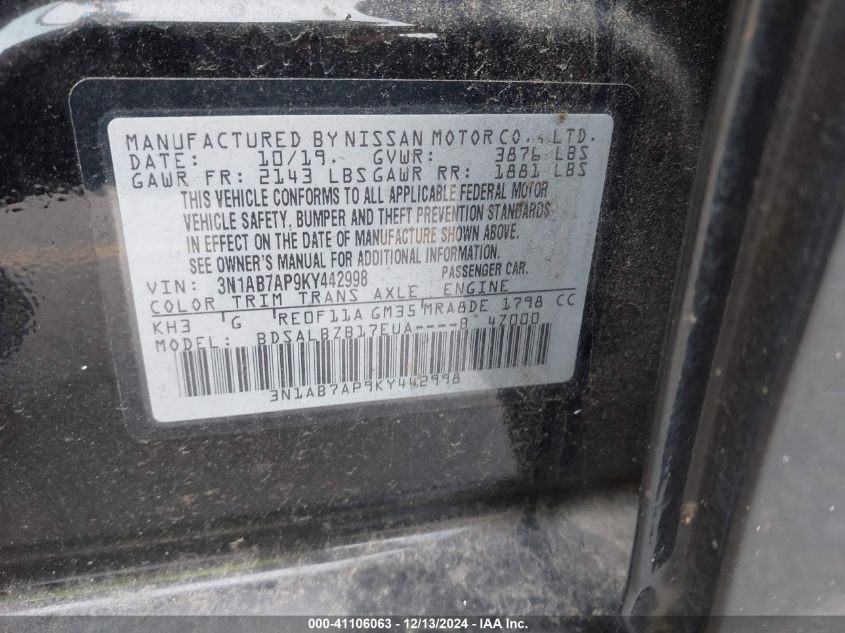 MANUFACTURED BY NISSAN MOTOR CO., LTD.
DATE: 10/19. GVWR: 3876 LBS
GAWR FR: 2143 LBS GAWR RR: 1881 LBS
THIS VEHICLE CONFORMS TO ALL APPLICABLE FEDERAL MOTOR
VEHICLE SAFETY, BUMPER AND THEFT PREVENTION STANDARDS
IN EFFECT ON THE DATE OF MANUFACTURE SHOWN ABOVE.
SEE OWNER'S MANUAL FOR ADDITIONAL INFORMATION.
VIN: 3N1AB7AP9KY442998 PASSENGER CAR.
COLOR TRIM TRANS AXLE ENGINE
KH3 G RE0F11A GM35 MRA8DE 1798 CC
MODEL: BDSALBZB17EUA----B 4Z000
3N1AB7AP9KY442998
000-41106063 - 12/13/2024 - IAA Inc.